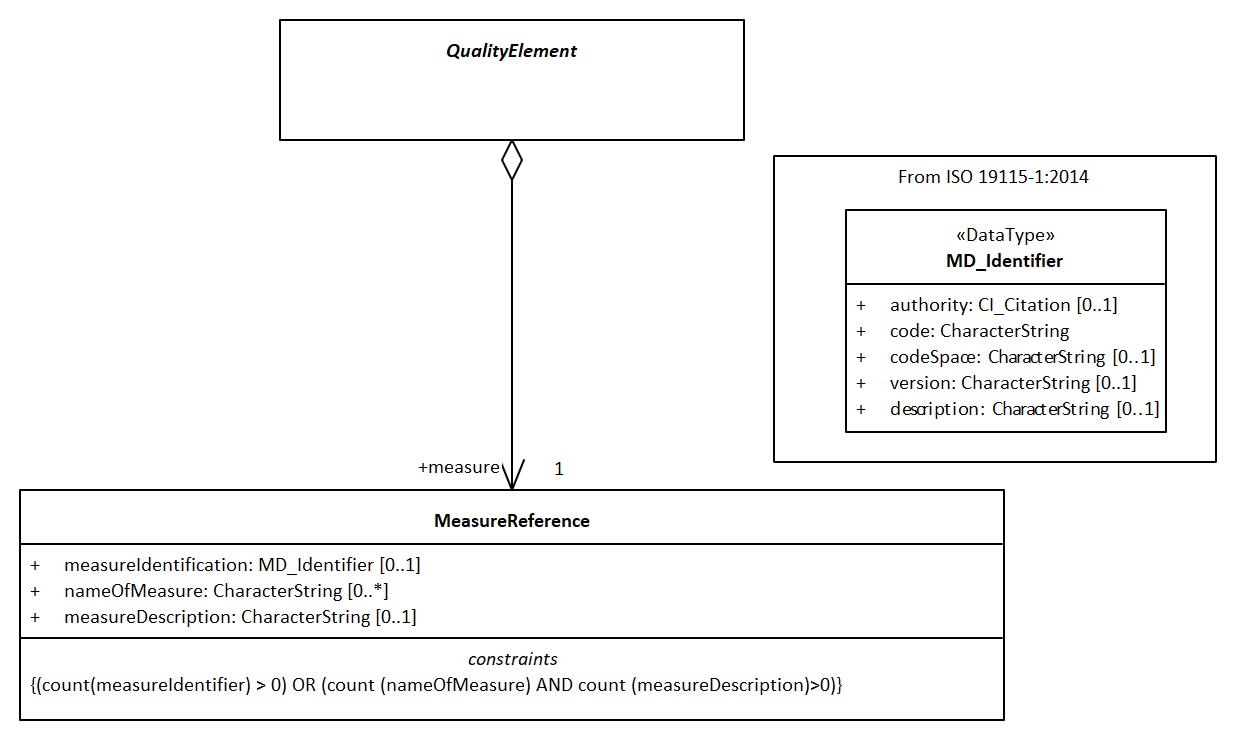 QualityElement
From ISO 19115-1:2014
«DataType»
MD_Identifier
+ authority: CI_Citation [0..1]
+ code: CharacterString
+ codeSpace: CharacterString [0..1]
+ version: CharacterString [0..1]
+ description: CharacterString [0..1]
+measure 1
MeasureReference
+ measureIdentification: MD_Identifier [0..1]
+ nameOfMeasure: CharacterString [0..*]
+ measureDescription: CharacterString [0..1]
constraints
{(count(measureIdentifier) > 0) OR (count (nameOfMeasure) AND count (measureDescription)>0)}